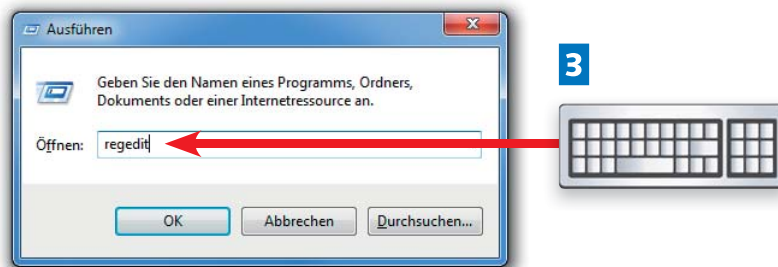 Ausführen
3
Geben Sie den Namen eines Programms, Ordners,
Dokuments oder einer Internetressource an.
Öffnen: regedit
OK Abbrechen Durchsuchen...